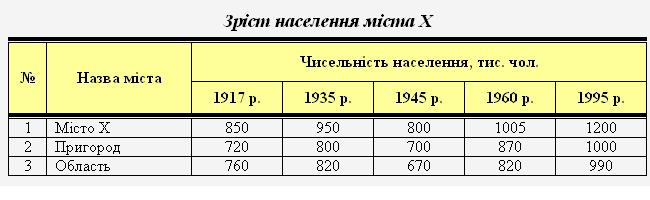 Зріст населення міста Х
№ Назва міста Чисельність населення, тис. чол.
1917 р. 1935 р. 1945 р. 1960 р. 1995 р.
1 Місто Х 850 950 800 1005 1200
2 Пригород 720 800 700 870 1000
3 Область 760 820 670 820 990